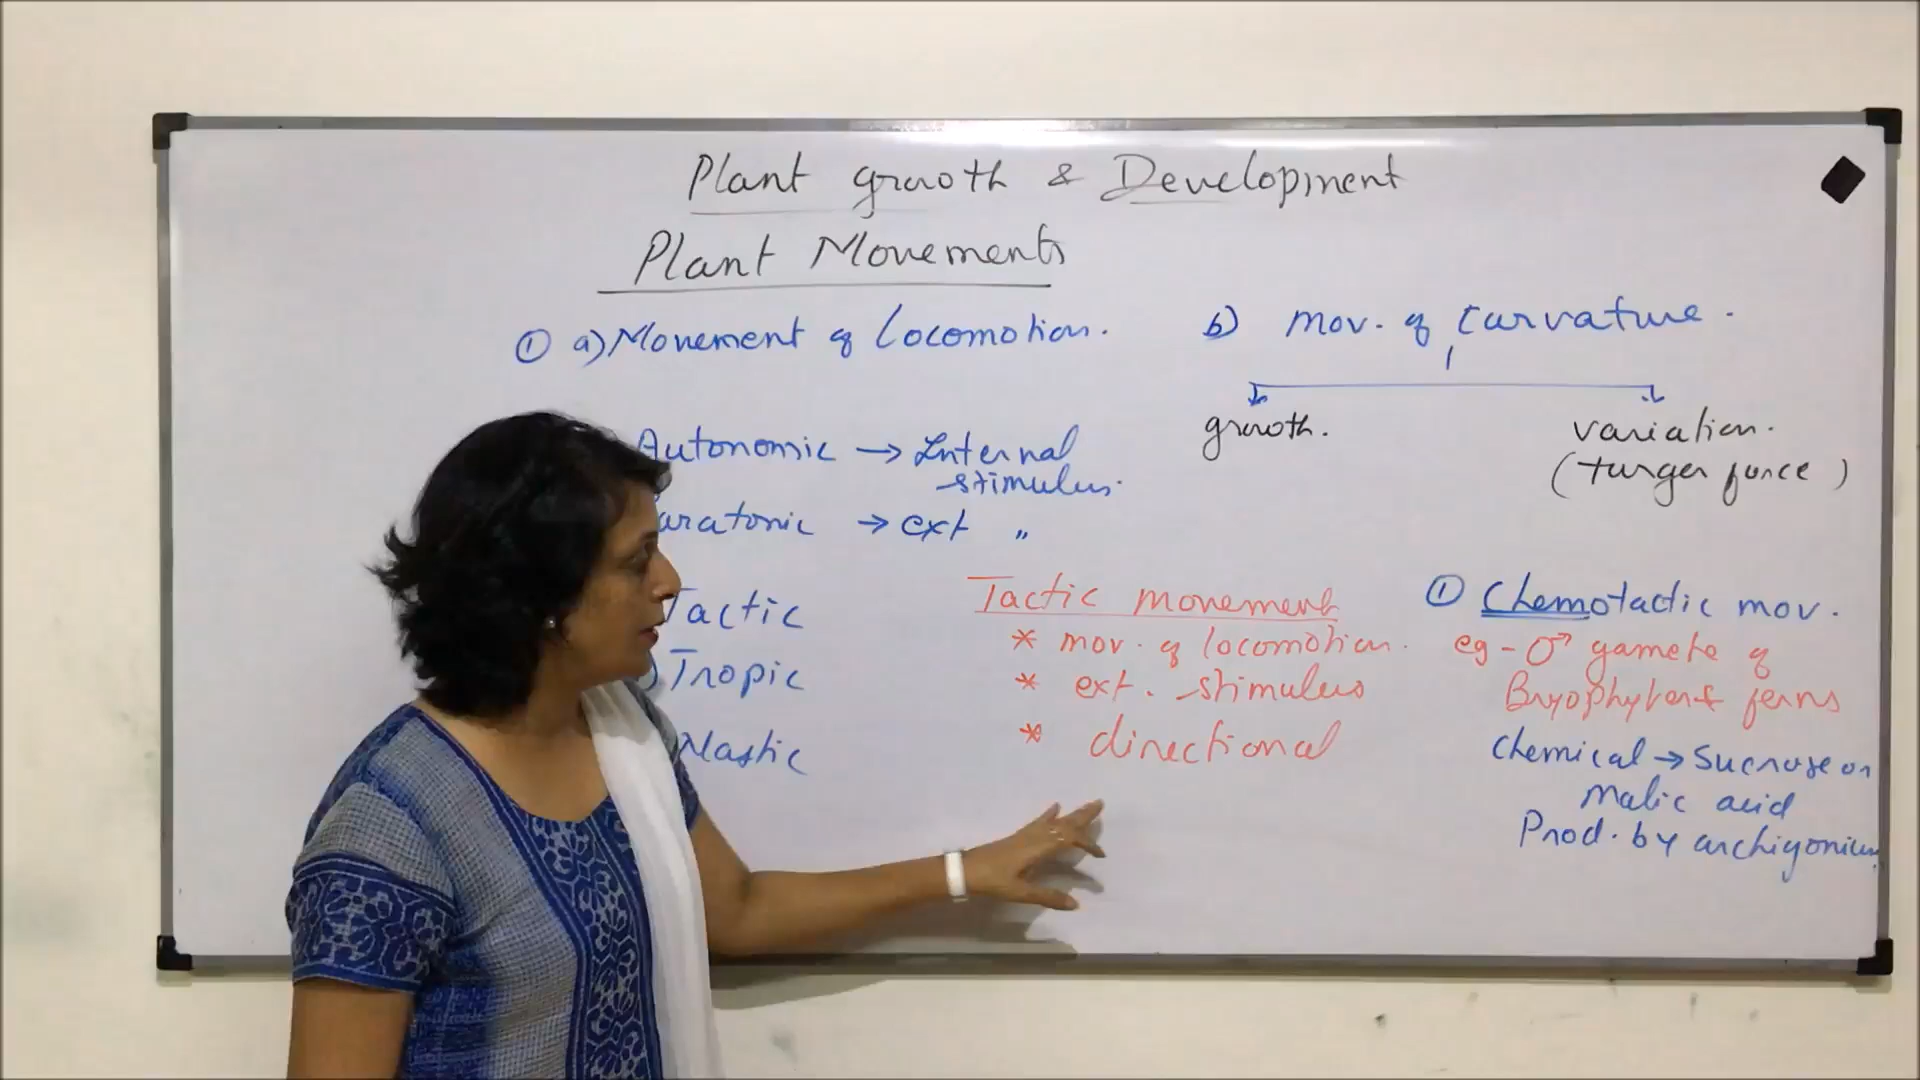 Plant growth & Development
Plant Movements
① a) Movement of Locomotion.
b) mov. of Curvature.
growth.
variation.
(turger force)
Autonomic → Internal
stimulus.
aratonic → ext "
Tactic
Tropic
Nastic
Tactic movement
* mov. of locomotion.
* ext. stimulus
* directional
① Chemotactic mov.
eg - ♂ gamete of
Bryophytes & ferns
Chemical → Sucrose or
Malic acid
Prod. by archigonium